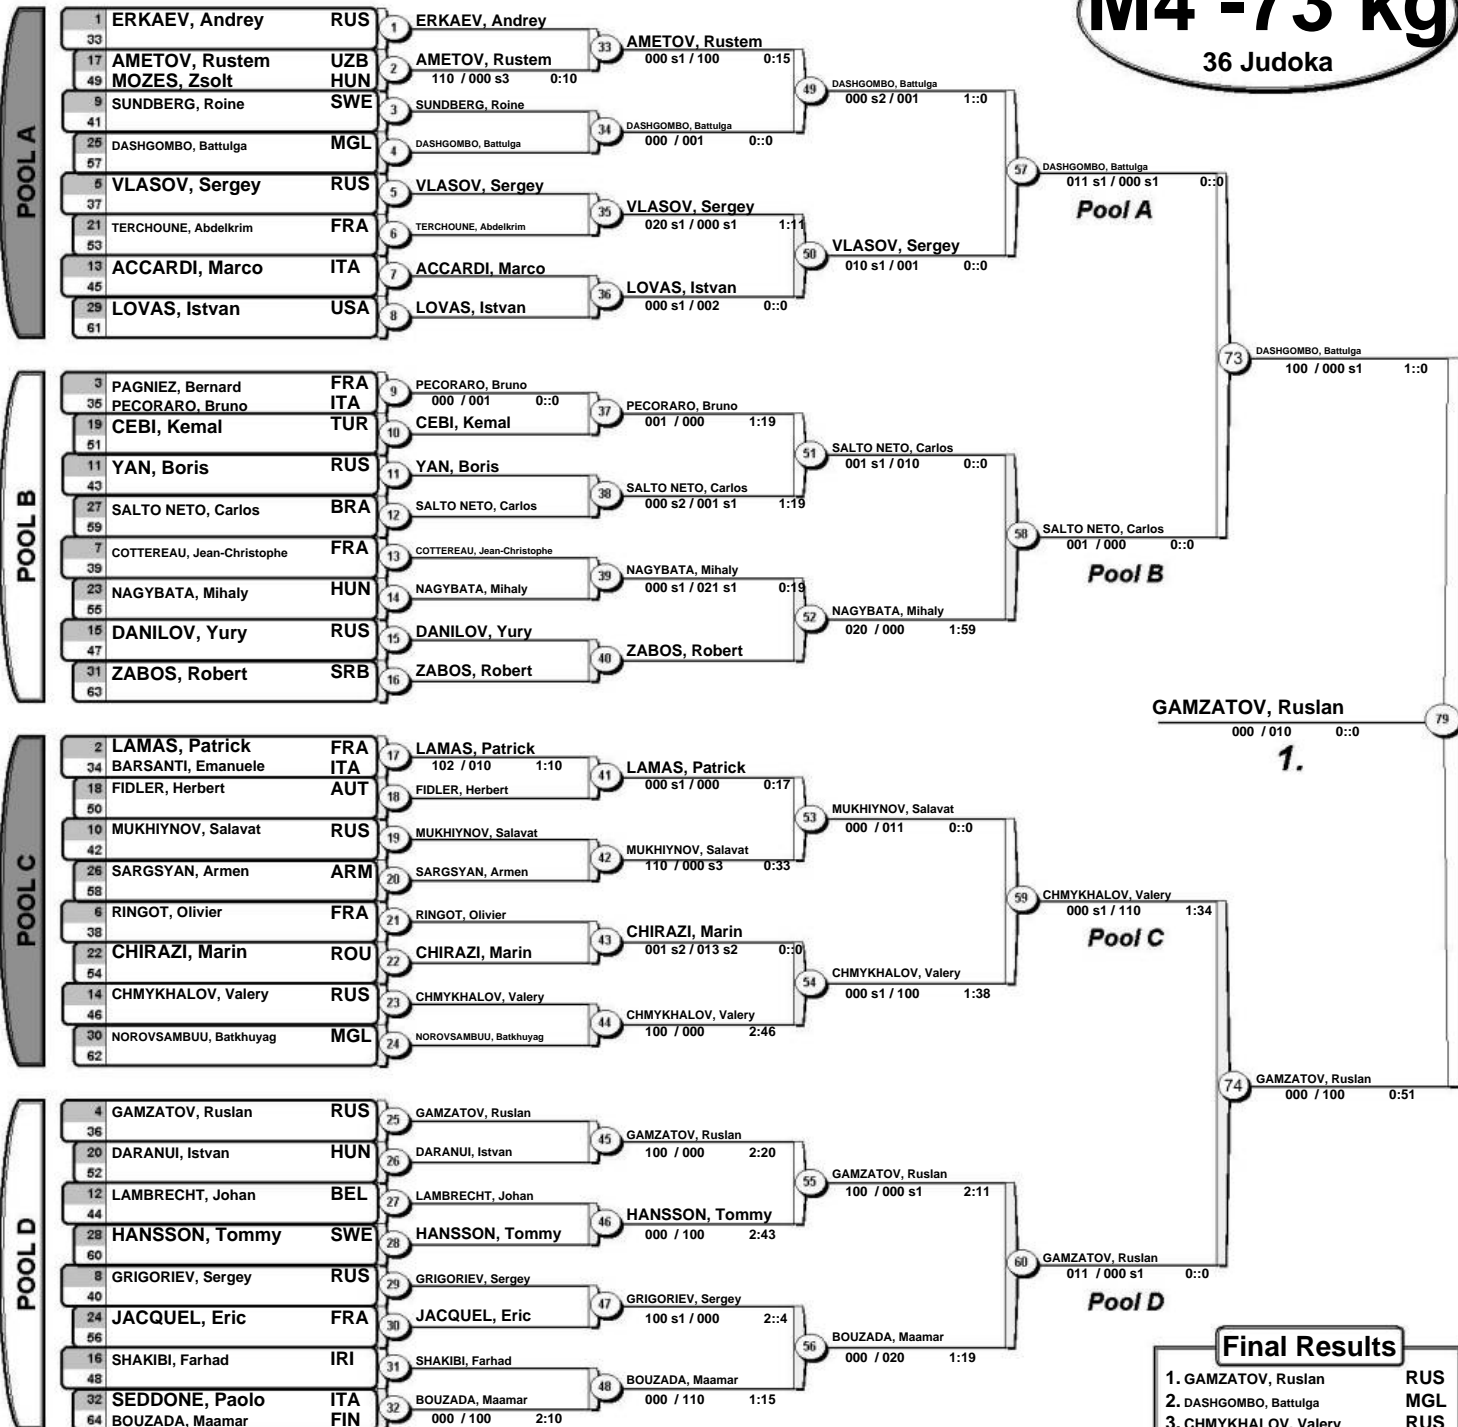 M4 -73 kg
36 Judoka
POOL A
1 ERKAEV, Andrey RUS
33
17 AMETOV, Rustem UZB
49 MOZES, Zsolt HUN
9 SUNDBERG, Roine SWE
41
25 DASHGOMBO, Battulga MGL
57
5 VLASOV, Sergey RUS
37
21 TERCHOUNE, Abdelkrim FRA
53
13 ACCARDI, Marco ITA
45
29 LOVAS, Istvan USA
61
1 ERKAEV, Andrey
2 AMETOV, Rustem
110 / 000 s3 0:10
3 SUNDBERG, Roine
4 DASHGOMBO, Battulga
5 VLASOV, Sergey
6 TERCHOUNE, Abdelkrim
7 ACCARDI, Marco
8 LOVAS, Istvan
33 AMETOV, Rustem
000 s1 / 100 0:15
34 DASHGOMBO, Battulga
000 / 001 0::0
35 VLASOV, Sergey
020 s1 / 000 s1 1:11
36 LOVAS, Istvan
000 s1 / 002 0::0
49 DASHGOMBO, Battulga
000 s2 / 001 1::0
50 VLASOV, Sergey
010 s1 / 001 0::0
57 DASHGOMBO, Battulga
011 s1 / 000 s1 0::0
Pool A
POOL B
3 PAGNIEZ, Bernard FRA
35 PECORARO, Bruno ITA
19 CEBI, Kemal TUR
51
11 YAN, Boris RUS
43
27 SALTO NETO, Carlos BRA
59
7 COTTEREAU, Jean-Christophe FRA
39
23 NAGYBATA, Mihaly HUN
55
15 DANILOV, Yury RUS
47
31 ZABOS, Robert SRB
63
9 PECORARO, Bruno
000 / 001 0::0
10 CEBI, Kemal
11 YAN, Boris
12 SALTO NETO, Carlos
13 COTTEREAU, Jean-Christophe
14 NAGYBATA, Mihaly
15 DANILOV, Yury
16 ZABOS, Robert
37 PECORARO, Bruno
001 / 000 1:19
38 SALTO NETO, Carlos
000 s2 / 001 s1 1:19
39 NAGYBATA, Mihaly
000 s1 / 021 s1 0:19
40 ZABOS, Robert
51 SALTO NETO, Carlos
001 s1 / 010 0::0
52 NAGYBATA, Mihaly
020 / 000 1:59
58 SALTO NETO, Carlos
001 / 000 0::0
Pool B
73 DASHGOMBO, Battulga
100 / 000 s1 1::0
GAMZATOV, Ruslan 79
000 / 010 0::0
1.
POOL C
2 LAMAS, Patrick FRA
34 BARSANTI, Emanuele ITA
18 FIDLER, Herbert AUT
50
10 MUKHIYNOV, Salavat RUS
42
26 SARGSYAN, Armen ARM
58
6 RINGOT, Olivier FRA
38
22 CHIRAZI, Marin ROU
54
14 CHMYKHALOV, Valery RUS
46
30 NOROVSAMBUU, Batkhuyag MGL
62
17 LAMAS, Patrick
102 / 010 1:10
18 FIDLER, Herbert
19 MUKHIYNOV, Salavat
20 SARGSYAN, Armen
21 RINGOT, Olivier
22 CHIRAZI, Marin
23 CHMYKHALOV, Valery
24 NOROVSAMBUU, Batkhuyag
41 LAMAS, Patrick
000 s1 / 000 0:17
42 MUKHIYNOV, Salavat
110 / 000 s3 0:33
43 CHIRAZI, Marin
001 s2 / 013 s2 0::0
44 CHMYKHALOV, Valery
100 / 000 2:46
53 MUKHIYNOV, Salavat
000 / 011 0::0
54 CHMYKHALOV, Valery
000 s1 / 100 1:38
59 CHMYKHALOV, Valery
000 s1 / 110 1:34
Pool C
POOL D
4 GAMZATOV, Ruslan RUS
36
20 DARANUI, Istvan HUN
52
12 LAMBRECHT, Johan BEL
44
28 HANSSON, Tommy SWE
60
8 GRIGORIEV, Sergey RUS
40
24 JACQUEL, Eric FRA
56
16 SHAKIBI, Farhad IRI
48
32 SEDDONE, Paolo ITA
64 BOUZADA, Maamar FIN
25 GAMZATOV, Ruslan
26 DARANUI, Istvan
27 LAMBRECHT, Johan
28 HANSSON, Tommy
29 GRIGORIEV, Sergey
30 JACQUEL, Eric
31 SHAKIBI, Farhad
32 BOUZADA, Maamar
000 / 100 2:10
45 GAMZATOV, Ruslan
100 / 000 2:20
46 HANSSON, Tommy
000 / 100 2:43
47 GRIGORIEV, Sergey
100 s1 / 000 2::4
48 BOUZADA, Maamar
000 / 110 1:15
55 GAMZATOV, Ruslan
100 / 000 s1 2:11
56 BOUZADA, Maamar
000 / 020 1:19
60 GAMZATOV, Ruslan
011 / 000 s1 0::0
Pool D
74 GAMZATOV, Ruslan
000 / 100 0:51
Final Results
1. GAMZATOV, Ruslan RUS
2. DASHGOMBO, Battulga MGL
3. CHMYKHALOV, Valery RUS